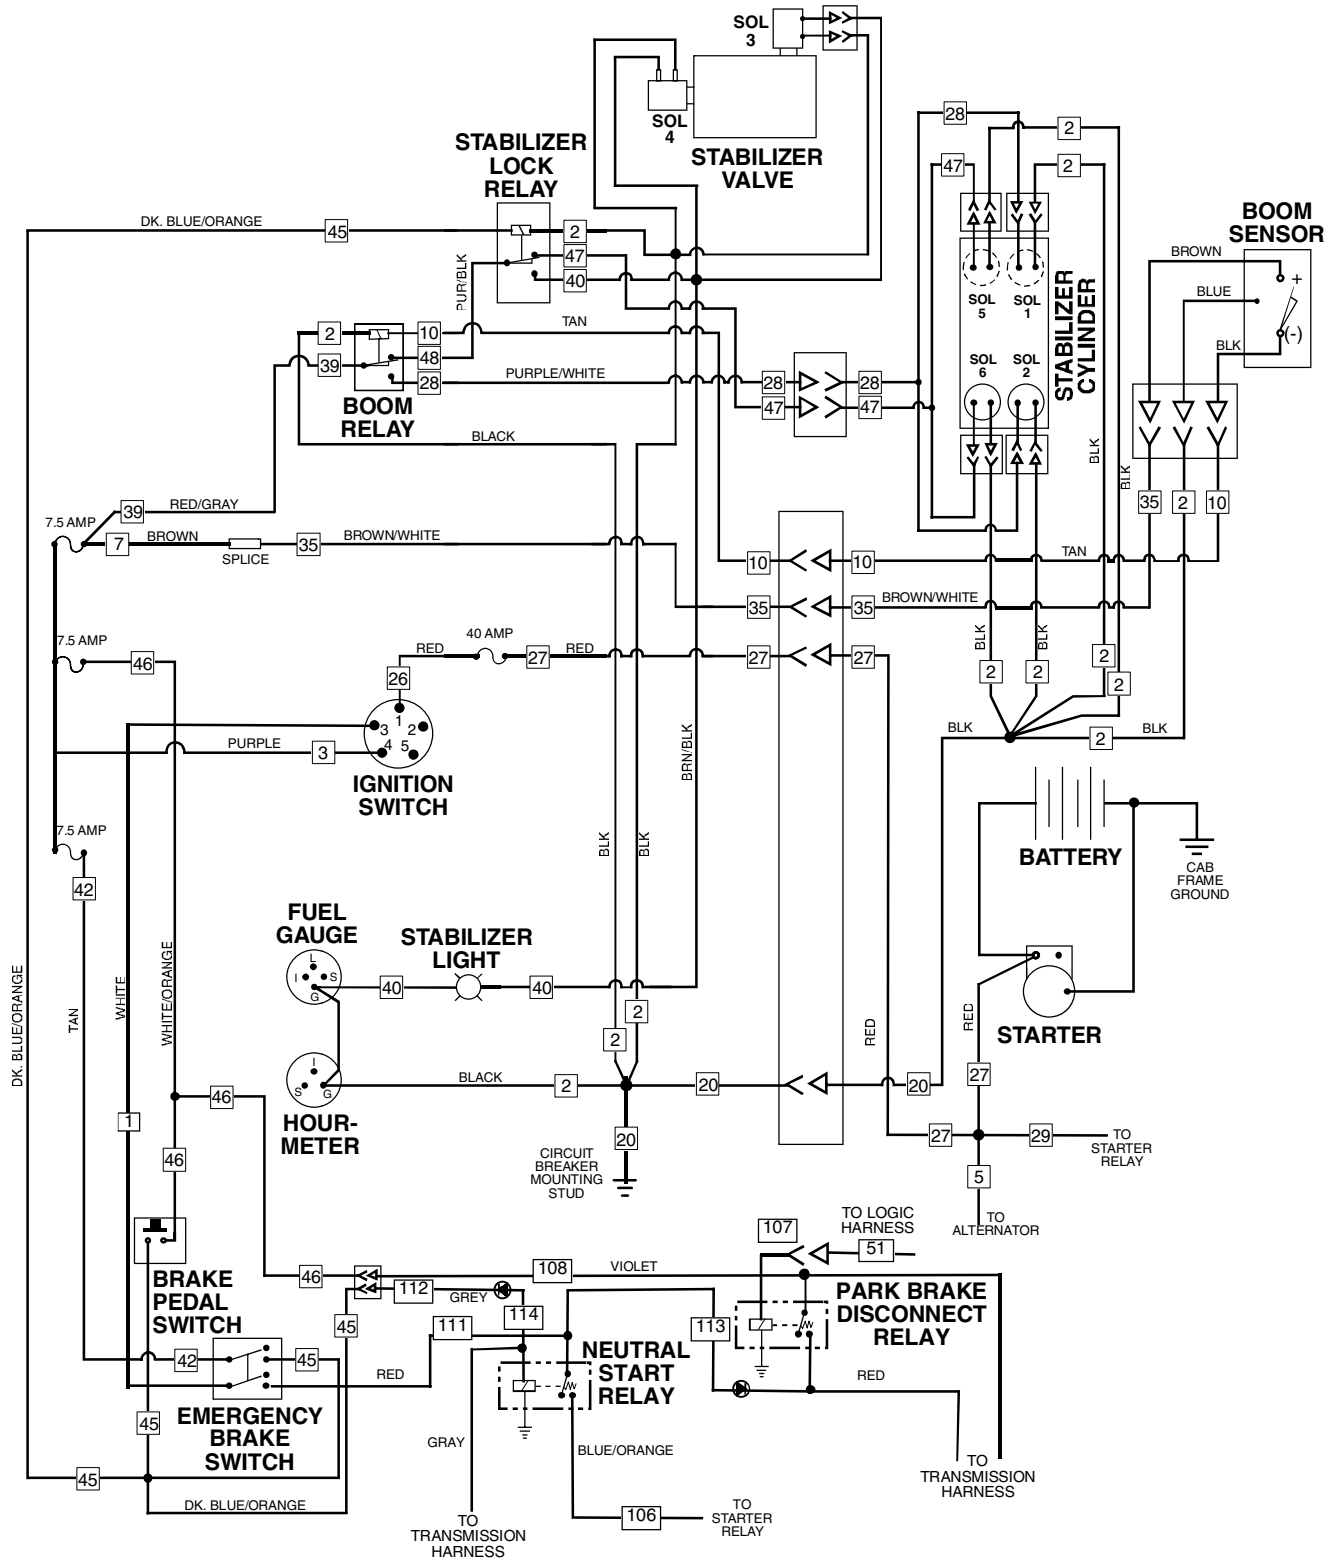 SOL
3
SOL
4
STABILIZER
VALVE
STABILIZER
LOCK
RELAY
28
2
47
2
BOOM
SENSOR
DK. BLUE/ORANGE
45
2
47
40
PUR/BLK
BROWN
BLUE
BLK
+
(-)
SOL
5
SOL
1
SOL
6
SOL
2
STABILIZER
CYLINDER
2
39
10
48
28
TAN
PURPLE/WHITE
BOOM
RELAY
BLACK
28
47
28
47
BLK
BLK
35
2
10
39
RED/GRAY
7.5 AMP
7
BROWN
SPLICE
35
BROWN/WHITE
10
10
TAN
35
35
BROWN/WHITE
7.5 AMP
46
RED
40 AMP
27
RED
27
27
26
BLK
BLK
2
2
2
2
1
3
2
4
5
PURPLE
3
IGNITION
SWITCH
BRN/BLK
BLK
2
BLK
7.5 AMP
42
BLK
BLK
BATTERY
CAB
FRAME
GROUND
FUEL
GAUGE
L
I
S
G
STABILIZER
LIGHT
40
40
DK. BLUE/ORANGE
TAN
WHITE
WHITE/ORANGE
2
2
RED
RED
STARTER
27
I
S
G
HOUR-
METER
BLACK
2
20
20
46
1
46
20
CIRCUIT
BREAKER
MOUNTING
STUD
27
29
TO
STARTER
RELAY
5
TO
ALTERNATOR
107
TO LOGIC
HARNESS
51
BRAKE
PEDAL
SWITCH
46
108
VIOLET
112
GREY
114
45
111
113
PARK BRAKE
DISCONNECT
RELAY
NEUTRAL
START
RELAY
42
45
RED
RED
45
EMERGENCY
BRAKE
SWITCH
GRAY
BLUE/ORANGE
45
DK. BLUE/ORANGE
TO
TRANSMISSION
HARNESS
106
TO
STARTER
RELAY
TO
TRANSMISSION
HARNESS